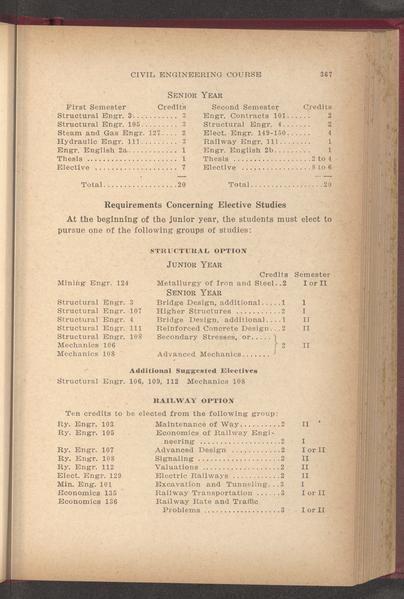 CIVIL ENGINEERING COURSE 367
SENIOR YEAR
First Semester Credits Second Semester Credits
Structural Engr. 3........... 3 Engr. Contracts 101...... 2
Structural Engr. 105......... 3 Structural Engr. 4....... 2
Steam and Gas Engr. 127... 2 Elect. Engr. 149-150...... 4
Hydraulic Engr. 111......... 3 Railway Engr. 111........ 1
Engr. English 2a............. 1 Engr. English 2b......... 1
Thesis ..................... 1 Thesis ...................2 to 4
Elective .................... 7 Elective .................8 to 6
Total.................20 Total.................20
Requirements Concerning Elective Studies
At the beginning of the junior year, the students must elect to
pursue one of the following groups of studies:
STRUCTURAL OPTION
JUNIOR YEAR
Credits Semester
Mining Engr. 124 Metallurgy of Iron and Steel..2 I or II
SENIOR YEAR
Structural Engr. 3 Bridge Design, additional.....1 I
Structural Engr. 107 Higher Structures ............2 I
Structural Engr. 4 Bridge Design, additional....1 II
Structural Engr. 111 Reinforced Concrete Design...2 II
Structural Engr. 108 Secondary Stresses, or.....
Mechanics 106 2 II
Mechanics 108 Advanced Mechanics.......
Additional Suggested Electives
Structural Engr. 106, 109, 112 Mechanics 108
RAILWAY OPTION
Ten credits to be elected from the following group:
Ry. Engr. 103 Maintenance of Way..........2 II
Ry. Engr. 105 Economics of Railway Engi-
neering ....................2 I
Ry. Engr. 107 Advanced Design .............2 I or II
Ry. Engr. 108 Signaling ....................2 II
Ry. Engr. 112 Valuations ...................2 II
Elect. Engr. 129 Electric Railways ............2 II
Min. Eng. 101 Excavation and Tunneling...3 I
Economics 135 Railway Transportation ......3 I or II
Economics 136 Railway Rate and Traffic
Problems ...................3 I or II